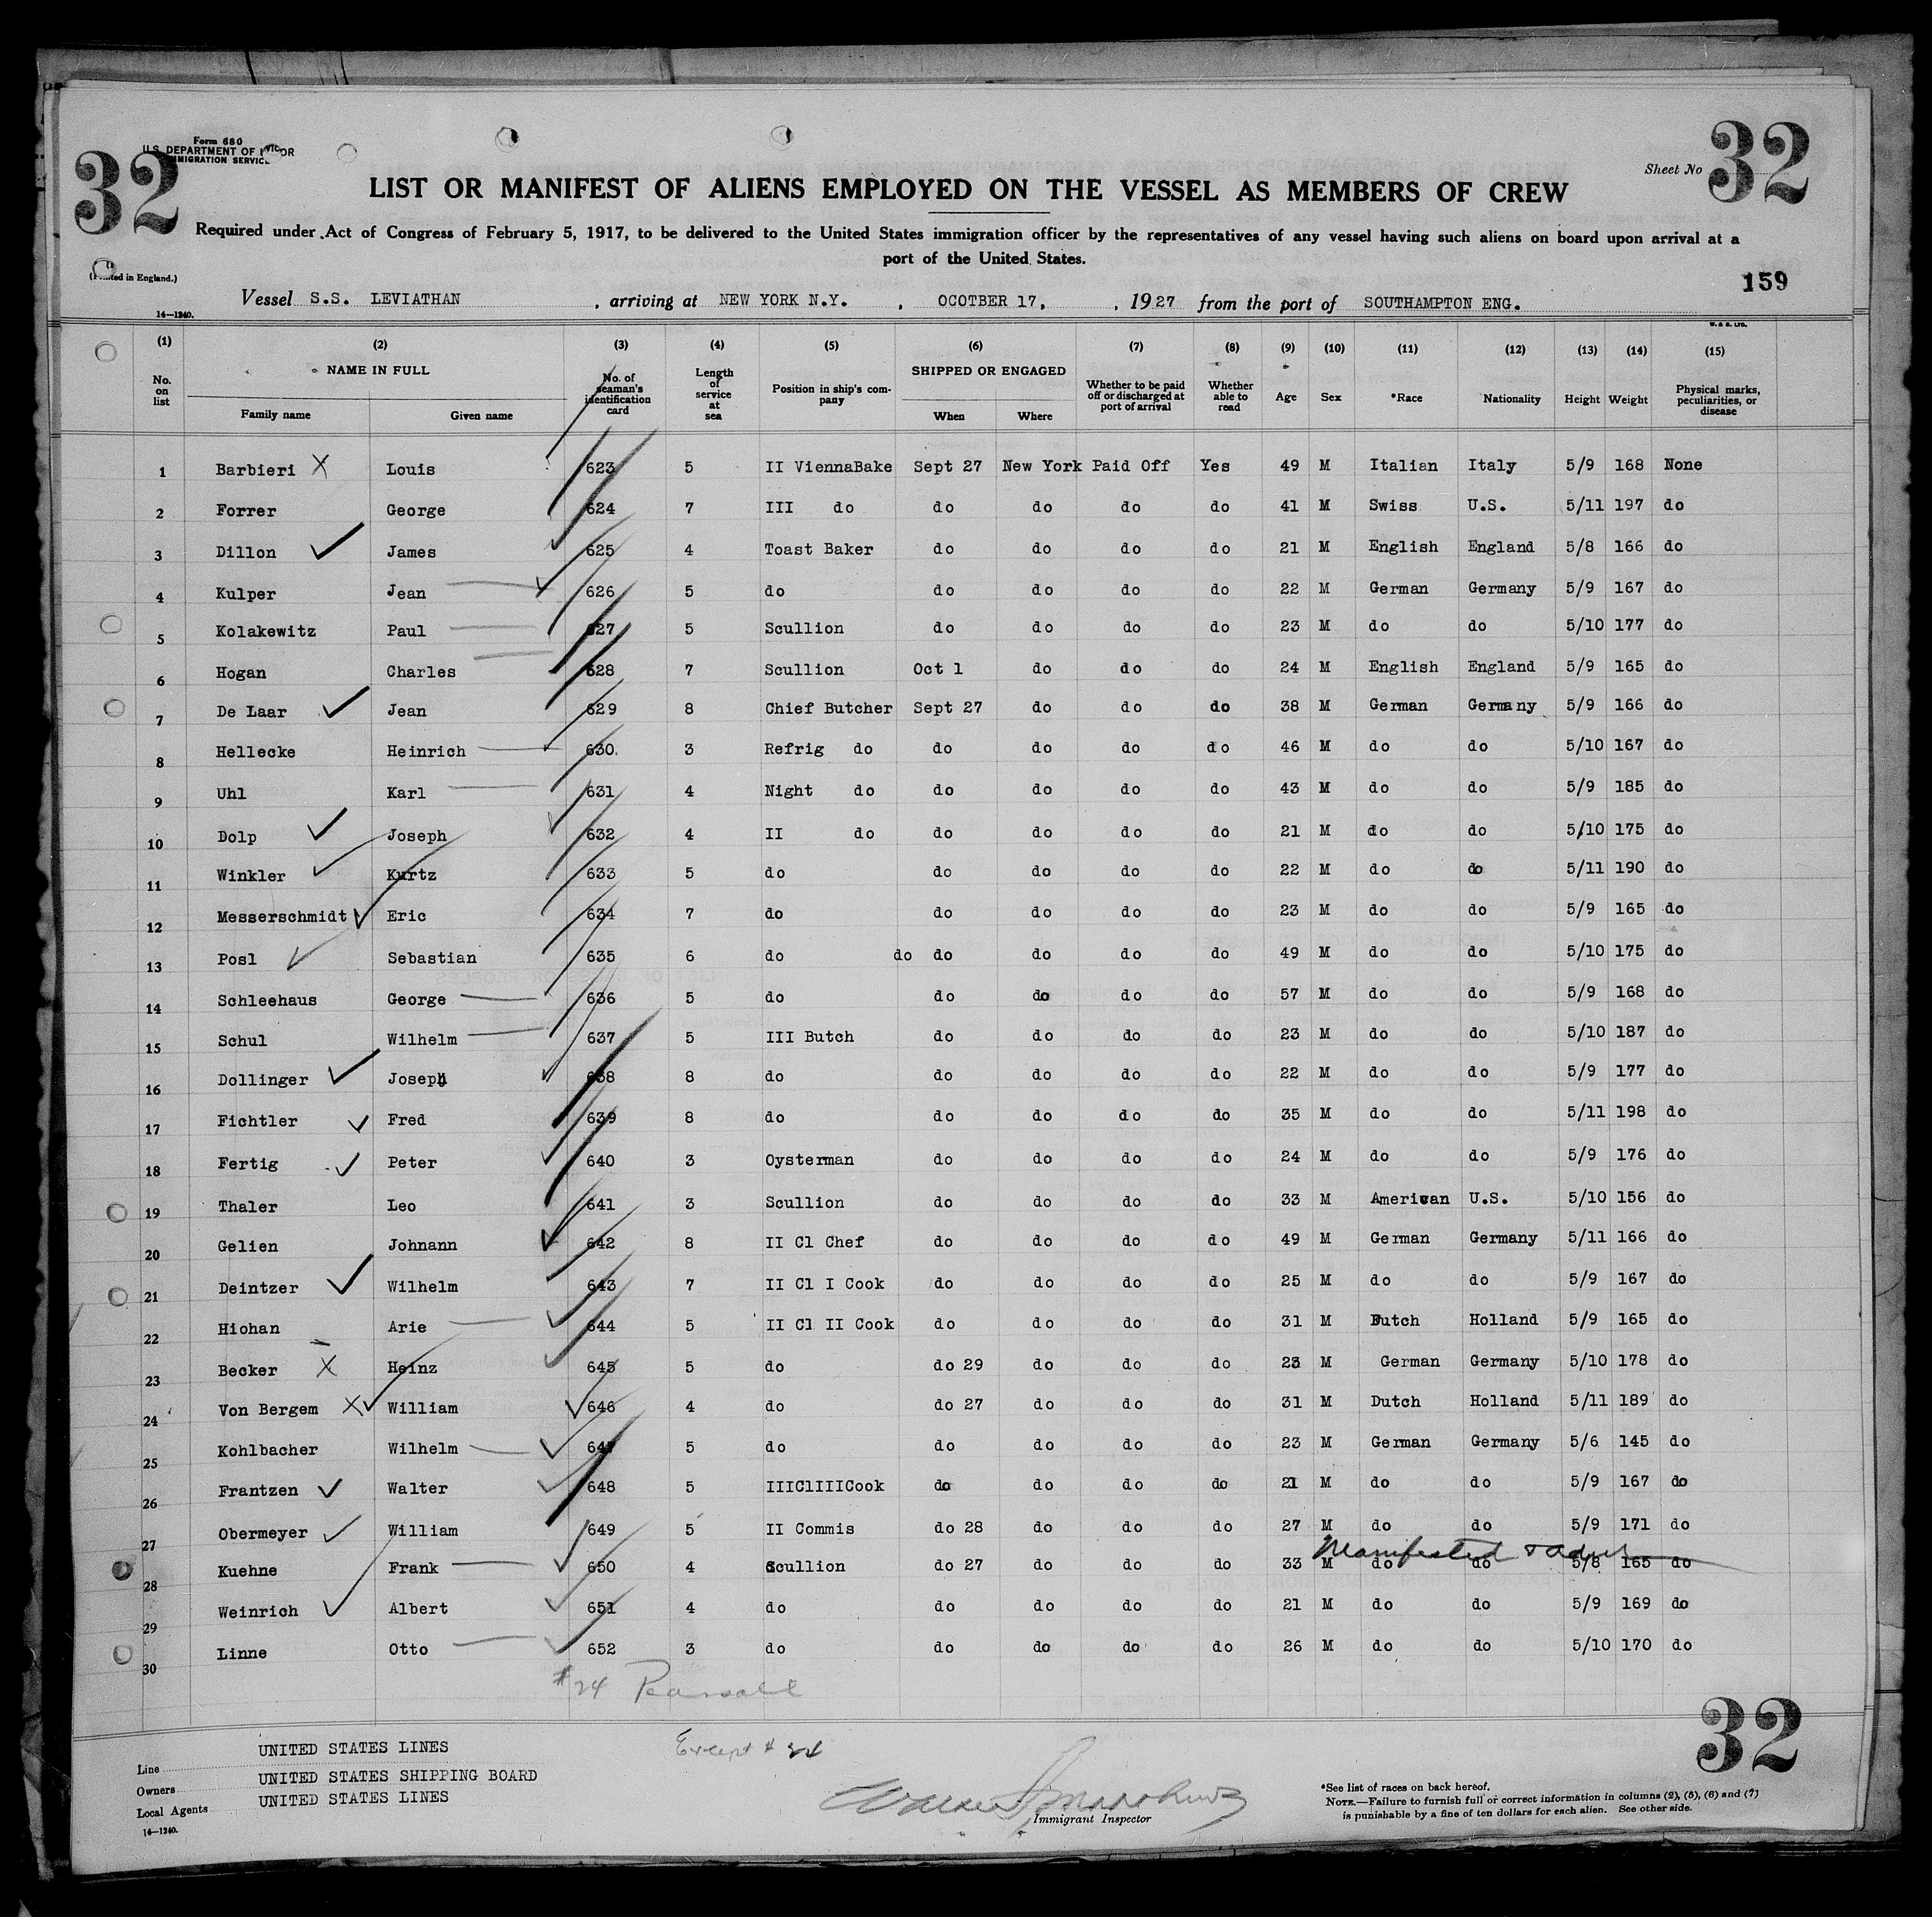 32
Form 680
U.S. DEPARTMENT OF
IMMIGRATION SERVICE
Sheet No 32
LIST OR MANIFEST OF ALIENS EMPLOYED ON THE VESSEL AS MEMBERS OF CREW
Required under Act of Congress of February 5, 1917, to be delivered to the United States immigration officer by the representatives of any vessel having such aliens on board upon arrival at a
port of the United States.
(Printed in England.)
159
Vessel S.S. LEVIATHAN , arriving at NEW YORK N.Y. , OCOTBER 17, , 1927 from the port of SOUTHAMPTON ENG.
14—1240.
W. & S. LTD.
(1) (2) (3) (4) (5) (6) (7) (8) (9) (10) (11) (12) (13) (14) (15)
No. on list NAME IN FULL Family name Given name No. of seaman's identification card Length of service at sea Position in ship's company SHIPPED OR ENGAGED When Where Whether to be paid off or discharged at port of arrival Whether able to read Age Sex *Race Nationality Height Weight Physical marks, peculiarities, or disease
1 Barbieri X Louis 623 5 II ViennaBake Sept 27 New York Paid Off Yes 49 M Italian Italy 5/9 168 None
2 Forrer George 624 7 III do do do do do 41 M Swiss U.S. 5/11 197 do
3 Dillon James 625 4 Toast Baker do do do do 21 M English England 5/8 166 do
4 Kulper Jean 626 5 do do do do do 22 M German Germany 5/9 167 do
5 Kolakewitz Paul 627 5 Scullion do do do do 23 M do do 5/10 177 do
6 Hogan Charles 628 7 Scullion Oct 1 do do do 24 M English England 5/9 165 do
7 De Laar Jean 629 8 Chief Butcher Sept 27 do do do 38 M German Germany 5/9 166 do
8 Hellecke Heinrich 630 3 Refrig do do do do do 46 M do do 5/10 167 do
9 Uhl Karl 631 4 Night do do do do do 43 M do do 5/9 185 do
10 Dolp Joseph 632 4 II do do do do do 21 M do do 5/10 175 do
11 Winkler Kurtz 633 5 do do do do do 22 M do do 5/11 190 do
12 Messerschmidt Eric 634 7 do do do do do 23 M do do 5/9 165 do
13 Posl Sebastian 635 6 do do do do do do 49 M do do 5/10 175 do
14 Schleehaus George 636 5 do do do do do 57 M do do 5/9 168 do
15 Schul Wilhelm 637 5 III Butch do do do do 23 M do do 5/10 187 do
16 Dollinger Joseph 638 8 do do do do do 22 M do do 5/9 177 do
17 Fichtler Fred 639 8 do do do do do 35 M do do 5/11 198 do
18 Fertig Peter 640 3 Oysterman do do do do 24 M do do 5/9 176 do
19 Thaler Leo 641 3 Scullion do do do do 33 M American U.S. 5/10 156 do
20 Gelien Johnann 642 8 II Cl Chef do do do do 49 M German Germany 5/11 166 do
21 Deintzer Wilhelm 643 7 II Cl I Cook do do do do 25 M do do 5/9 167 do
22 Hiohan Arie 644 5 II Cl II Cook do do do do 31 M Dutch Holland 5/9 165 do
23 Becker X Heinz 645 5 do do 29 do do do 23 M German Germany 5/10 178 do
24 Von Bergem X William 646 4 do do 27 do do do 31 M Dutch Holland 5/11 189 do
25 Kohlbacher Wilhelm 647 5 do do do do do 23 M German Germany 5/6 145 do
26 Frantzen Walter 648 5 IIIClIIICook do do do do 21 M do do 5/9 167 do
27 Obermeyer William 649 5 II Commis do 28 do do do 27 M do do 5/9 171 do
Manifested
28 Kuehne Frank 650 4 Scullion do 27 do do do 33 M do do 5/8 165 do
29 Weinrich Albert 651 4 do do do do do 21 M do do 5/9 169 do
30 Linne Otto 652 3 do do do do do 26 M do do 5/10 170 do
#24
32
Line UNITED STATES LINES
Except # 24
Owners UNITED STATES SHIPPING BOARD
Local Agents UNITED STATES LINES
14—1240.
Immigrant Inspector
*See list of races on back hereof.
NOTE.—Failure to furnish full or correct information in columns (2), (5), (6) and (7)
is punishable by a fine of ten dollars for each alien. See other side.